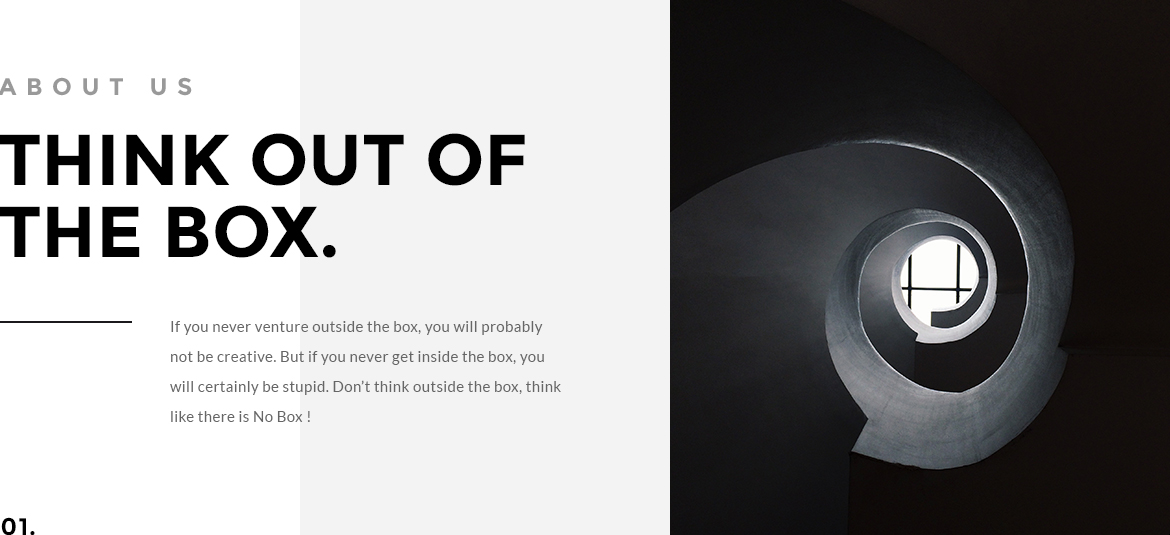 ABOUT US
THINK OUT OF
THE BOX.
If you never venture outside the box, you will probably
not be creative. But if you never get inside the box, you
will certainly be stupid. Don't think outside the box, think
like there is No Box !
01.